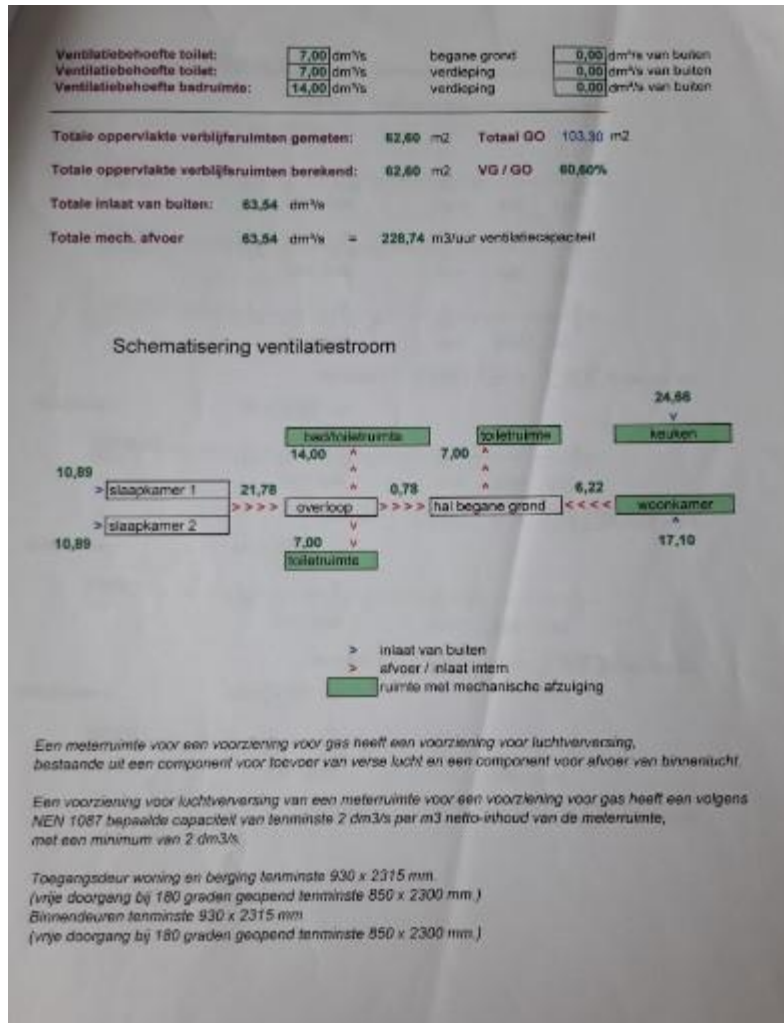 Ventilatiebehoefte toilet: 7,00 dm³/s begane grond 0,00 dm³/s van buiten
Ventilatiebehoefte toilet: 7,00 dm³/s verdieping 0,00 dm³/s van buiten
Ventilatiebehoefte badruimte: 14,00 dm³/s verdieping 0,00 dm³/s van buiten
Totale oppervlakte verblijfsruimten gemeten: 62,60 m2 Totaal GO 103,30 m2
Totale oppervlakte verblijfsruimten berekend: 62,60 m2 VG / GO 60,60%
Totale inlaat van buiten: 63,54 dm³/s
Totale mech. afvoer 63,54 dm³/s = 228,74 m3/uur ventilatiecapaciteit
Schematisering ventilatiestroom
24,66
v
bad/toiletruimte toiletruimte keuken
14,00 ^ 7,00 ^
10,89 ^ ^
> slaapkamer 1 21,78 ^ 0,78 ^ 6,22
> > > > overloop > > > > hal begane grond < < < < woonkamer
> slaapkamer 2 v ^
10,89 7,00 v 17,10
toiletruimte
> inlaat van buiten
> afvoer / inlaat intern
ruimte met mechanische afzuiging
Een meterruimte voor een voorziening voor gas heeft een voorziening voor luchtverversing,
bestaande uit een component voor toevoer van verse lucht en een component voor afvoer van binnenlucht.
Een voorziening voor luchtverversing van een meterruimte voor een voorziening voor gas heeft een volgens
NEN 1087 bepaalde capaciteit van tenminste 2 dm3/s per m3 netto-inhoud van de meterruimte,
met een minimum van 2 dm3/s.
Toegangsdeur woning en berging tenminste 930 x 2315 mm.
(vrije doorgang bij 180 graden geopend tenminste 850 x 2300 mm.)
Binnendeuren tenminste 930 x 2315 mm
(vrije doorgang bij 180 graden geopend tenminste 850 x 2300 mm.)